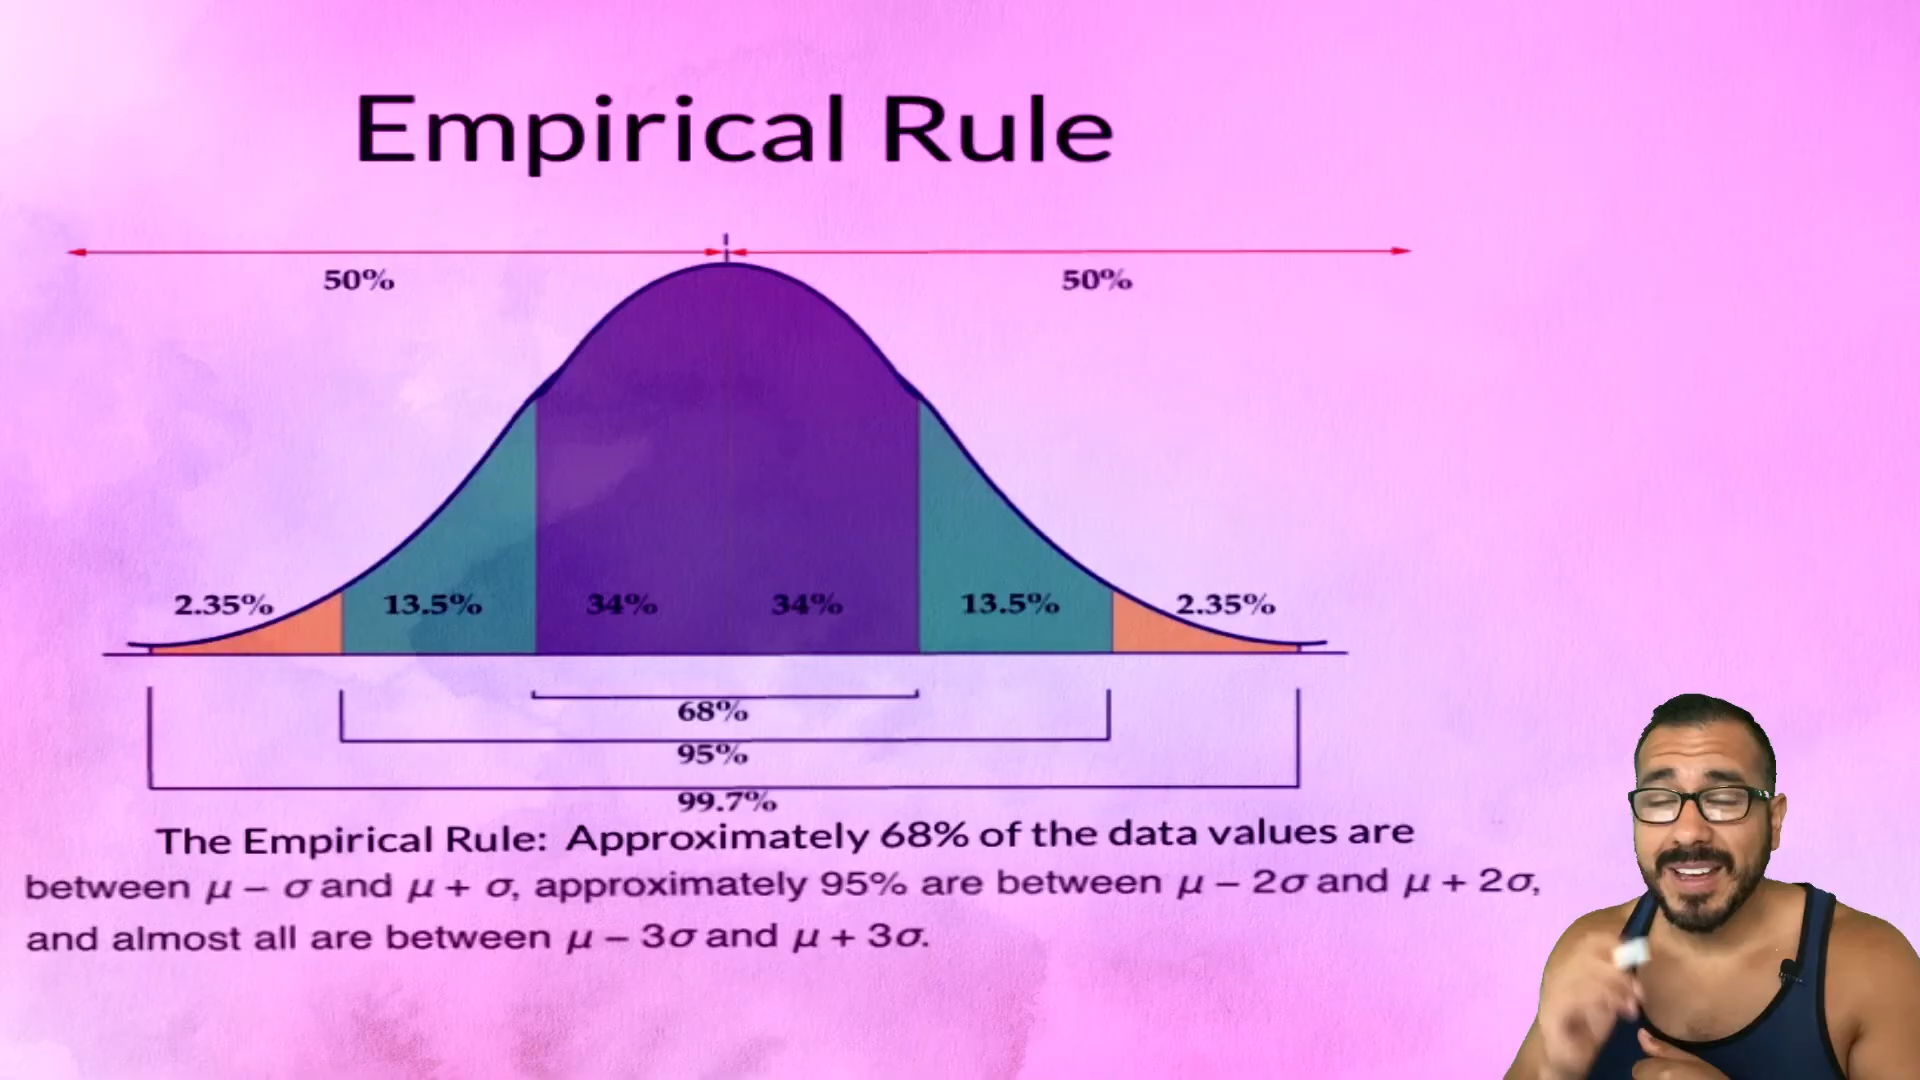 Empirical Rule
50% 50%
2.35% 13.5% 34% 34% 13.5% 2.35%
68%
95%
99.7%
The Empirical Rule: Approximately 68% of the data values are
between μ − σ and μ + σ, approximately 95% are between μ − 2σ and μ + 2σ,
and almost all are between μ − 3σ and μ + 3σ.